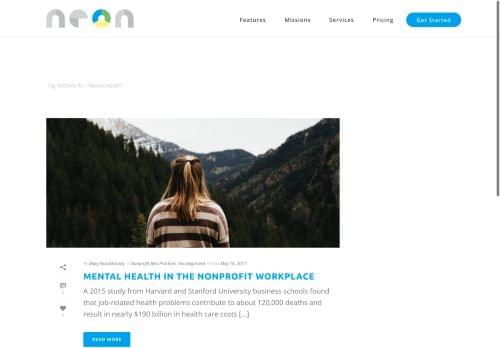 neon
Features Missions Services Pricing Get Started
Tag Archives for: "Mental Health"
in Nonprofit Best Practices, Uncategorized Posted May 16, 2017
MENTAL HEALTH IN THE NONPROFIT WORKPLACE
A 2015 study from Harvard and Stanford University business schools found
that job-related health problems contribute to about 120,000 deaths and
result in nearly $190 billion in health care costs [...]
READ MORE